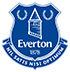 Everton
1878
NIL SATIS NISI OPTIMUM